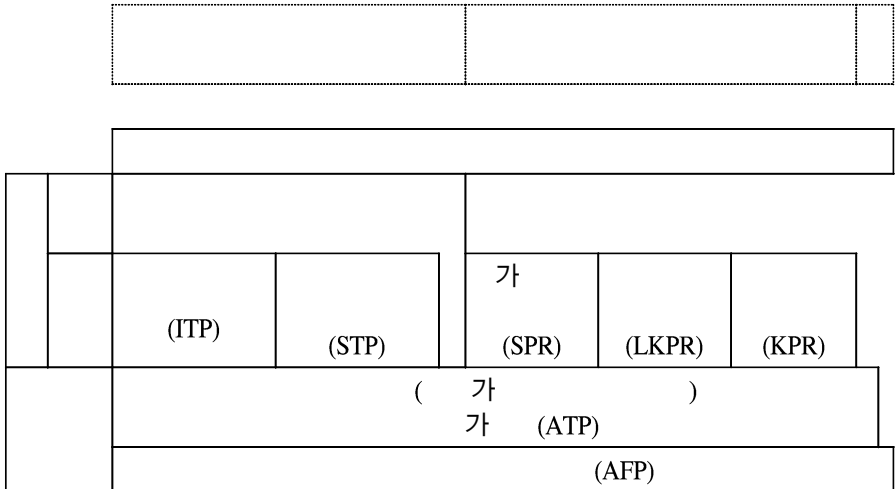 가
(ITP) (STP) (SPR) (LKPR) (KPR)
( 가 )
가 (ATP)
(AFP)